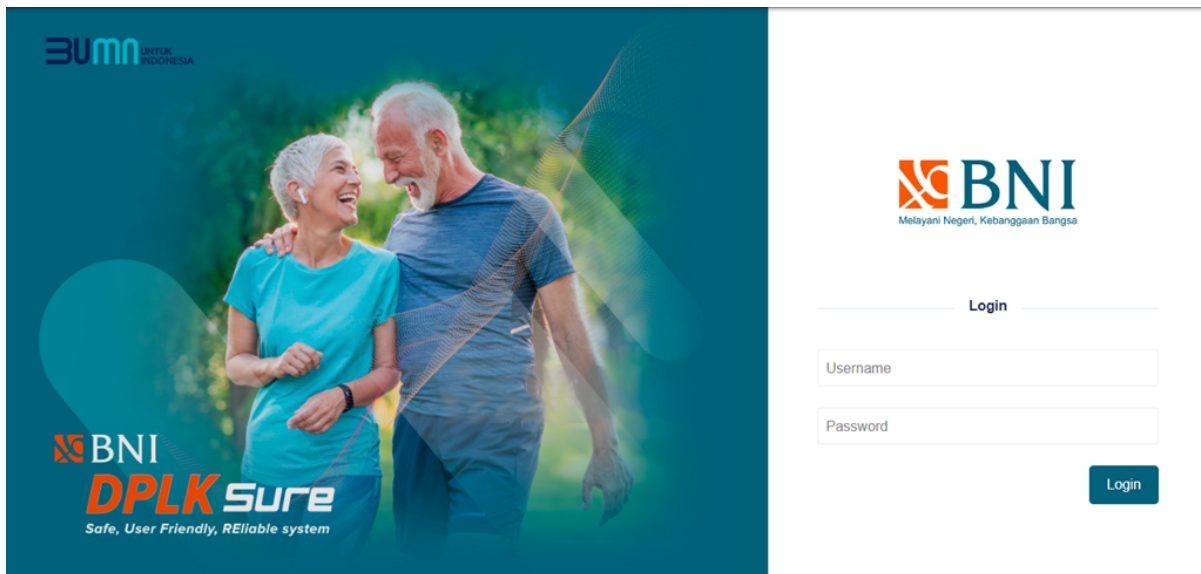 BUMN UNTUK
INDONESIA
BNI
DPLK Sure
Safe, User Friendly, REliable system
BNI
Melayani Negeri, Kebanggaan Bangsa
Login
Username
Password
Login